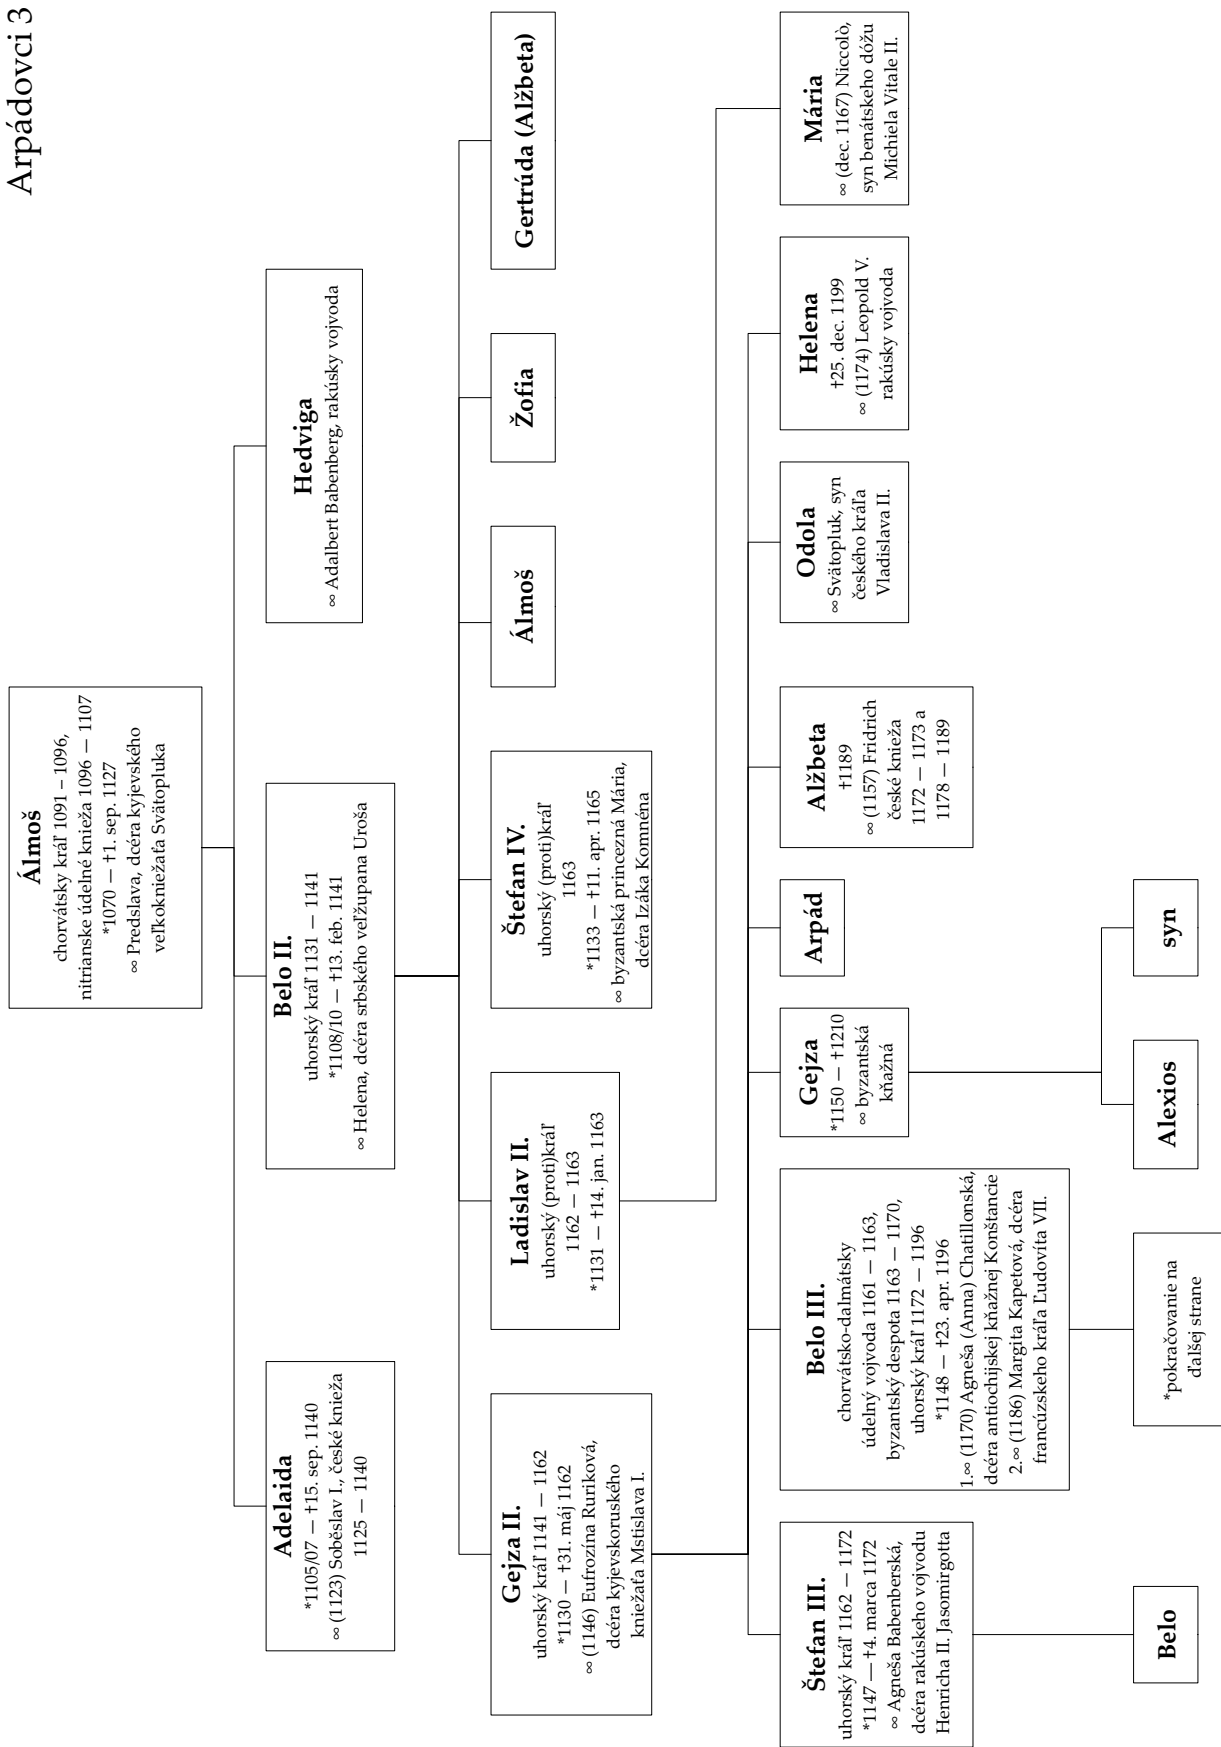 Arpádovci 3
Álmoš
chorvátsky kráľ 1091 – 1096,
nitrianske údelné knieža 1096 — 1107
*1070 — †1. sep. 1127
∞ Predslava, dcéra kyjevského
veľkokniežaťa Svätopluka
Adelaida
*1105/07 — †15. sep. 1140
∞ (1123) Soběslav I., české knieža
1125 — 1140
Belo II.
uhorský kráľ 1131 — 1141
*1108/10 — †13. feb. 1141
∞ Helena, dcéra srbského veľžupana Uroša
Hedviga
∞ Adalbert Babenberg, rakúsky vojvoda
Gejza II.
uhorský kráľ 1141 — 1162
*1130 — †31. máj 1162
∞ (1146) Eufrozína Ruriková,
dcéra kyjevskoruského
kniežaťa Mstislava I.
Ladislav II.
uhorský (proti)kráľ
1162 — 1163
*1131 — †14. jan. 1163
Štefan IV.
uhorský (proti)kráľ
1163
*1133 — †11. apr. 1165
∞ byzantská princezná Mária,
dcéra Izáka Komnéna
Álmoš
Žofia
Gertrúda (Alžbeta)
Štefan III.
uhorský kráľ 1162 – 1172
*1147 — †4. marca 1172
∞ Agneša Babenberská,
dcéra rakúskeho vojvodu
Henricha II. Jasomirgotta
Belo III.
chorvátsko-dalmátsky
údelný vojvoda 1161 — 1163,
byzantský despota 1163 — 1170,
uhorský kráľ 1172 — 1196
*1148 — †23. apr. 1196
1.∞ (1170) Agneša (Anna) Chatillonská,
dcéra antiochijskej kňažnej Konštancie
2.∞ (1186) Margita Kapetová, dcéra
francúzskeho kráľa Ľudovíta VII.
Gejza
*1150 — †1210
∞ byzantská
kňažná
Arpád
Alžbeta
†1189
∞ (1157) Fridrich
české knieža
1172 — 1173 a
1178 — 1189
Odola
∞ Svätopluk, syn
českého kráľa
Vladislava II.
Helena
†25. dec. 1199
∞ (1174) Leopold V.
rakúsky vojvoda
Mária
∞ (dec. 1167) Niccolò,
syn benátskeho dóžu
Michiela Vitale II.
Belo
*pokračovanie na
ďalšej strane
Alexios
syn